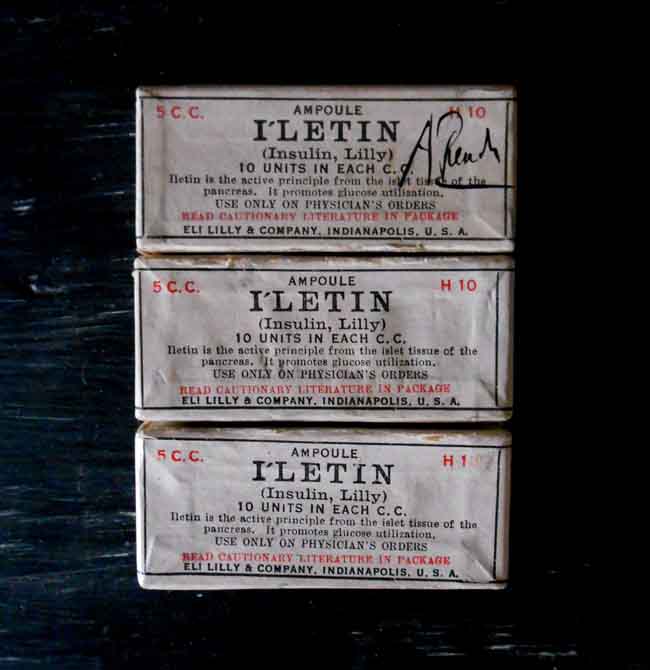 5 C.C. AMPOULE H 10
I'LETIN
(Insulin, Lilly)
10 UNITS IN EACH C.C.
Iletin is the active principle from the islet tissue of the
pancreas. It promotes glucose utilization.
USE ONLY ON PHYSICIAN'S ORDERS
READ CAUTIONARY LITERATURE IN PACKAGE
ELI LILLY & COMPANY, INDIANAPOLIS, U. S. A.
5 C.C. AMPOULE H 10
I'LETIN
(Insulin, Lilly)
10 UNITS IN EACH C.C.
Iletin is the active principle from the islet tissue of the
pancreas. It promotes glucose utilization.
USE ONLY ON PHYSICIAN'S ORDERS
READ CAUTIONARY LITERATURE IN PACKAGE
ELI LILLY & COMPANY, INDIANAPOLIS, U. S. A.
5 C.C. AMPOULE H 1
I'LETIN
(Insulin, Lilly)
10 UNITS IN EACH C.C.
Iletin is the active principle from the islet tissue of the
pancreas. It promotes glucose utilization.
USE ONLY ON PHYSICIAN'S ORDERS
READ CAUTIONARY LITERATURE IN PACKAGE
ELI LILLY & COMPANY, INDIANAPOLIS, U. S. A.